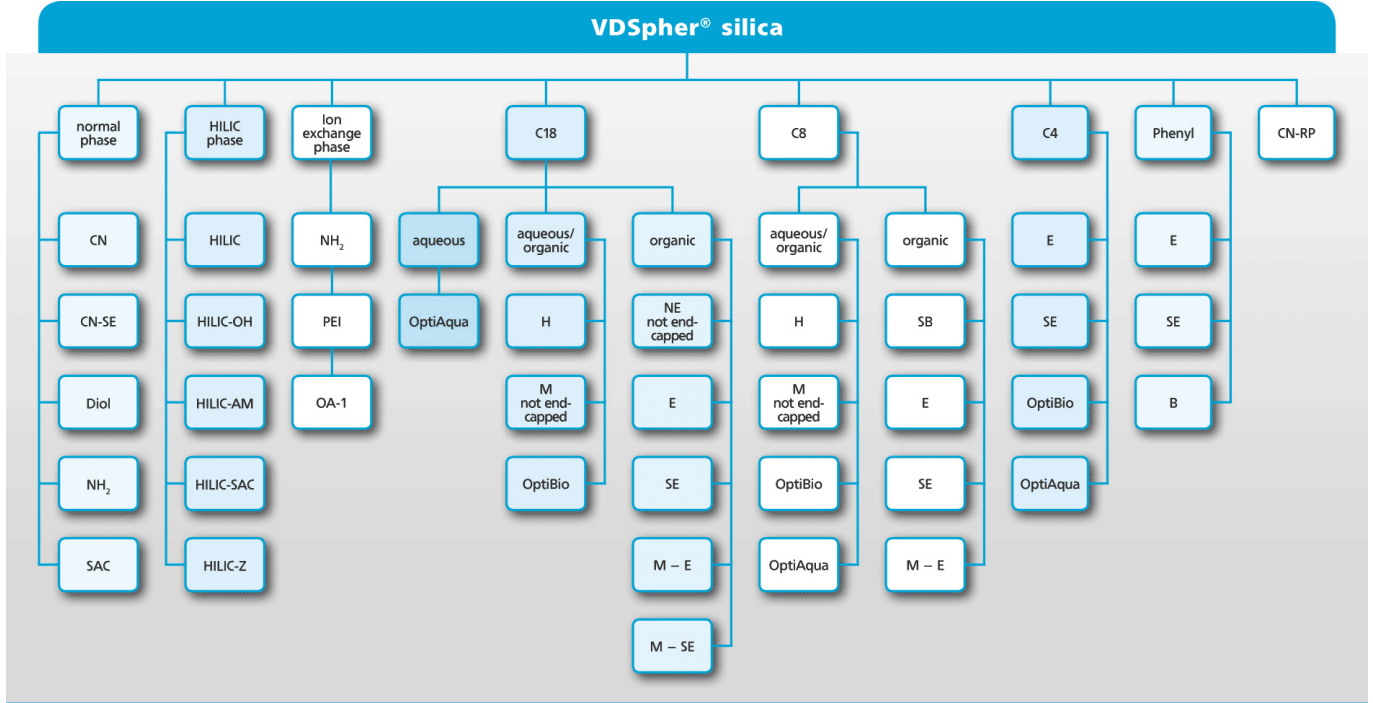 VDSpher® silica
normal
phase
HILIC
phase
Ion
exchange
phase
C18
C8
C4
Phenyl
CN-RP
CN
HILIC
NH₂
aqueous
aqueous/
organic
organic
aqueous/
organic
organic
E
E
CN-SE
HILIC-OH
PEI
OptiAqua
H
NE
not end-
capped
H
SB
SE
SE
Diol
HILIC-AM
OA-1
M
not end-
capped
E
M
not end-
capped
E
OptiBio
B
NH₂
HILIC-SAC
OptiBio
SE
OptiBio
SE
OptiAqua
SAC
HILIC-Z
M – E
OptiAqua
M – E
M – SE